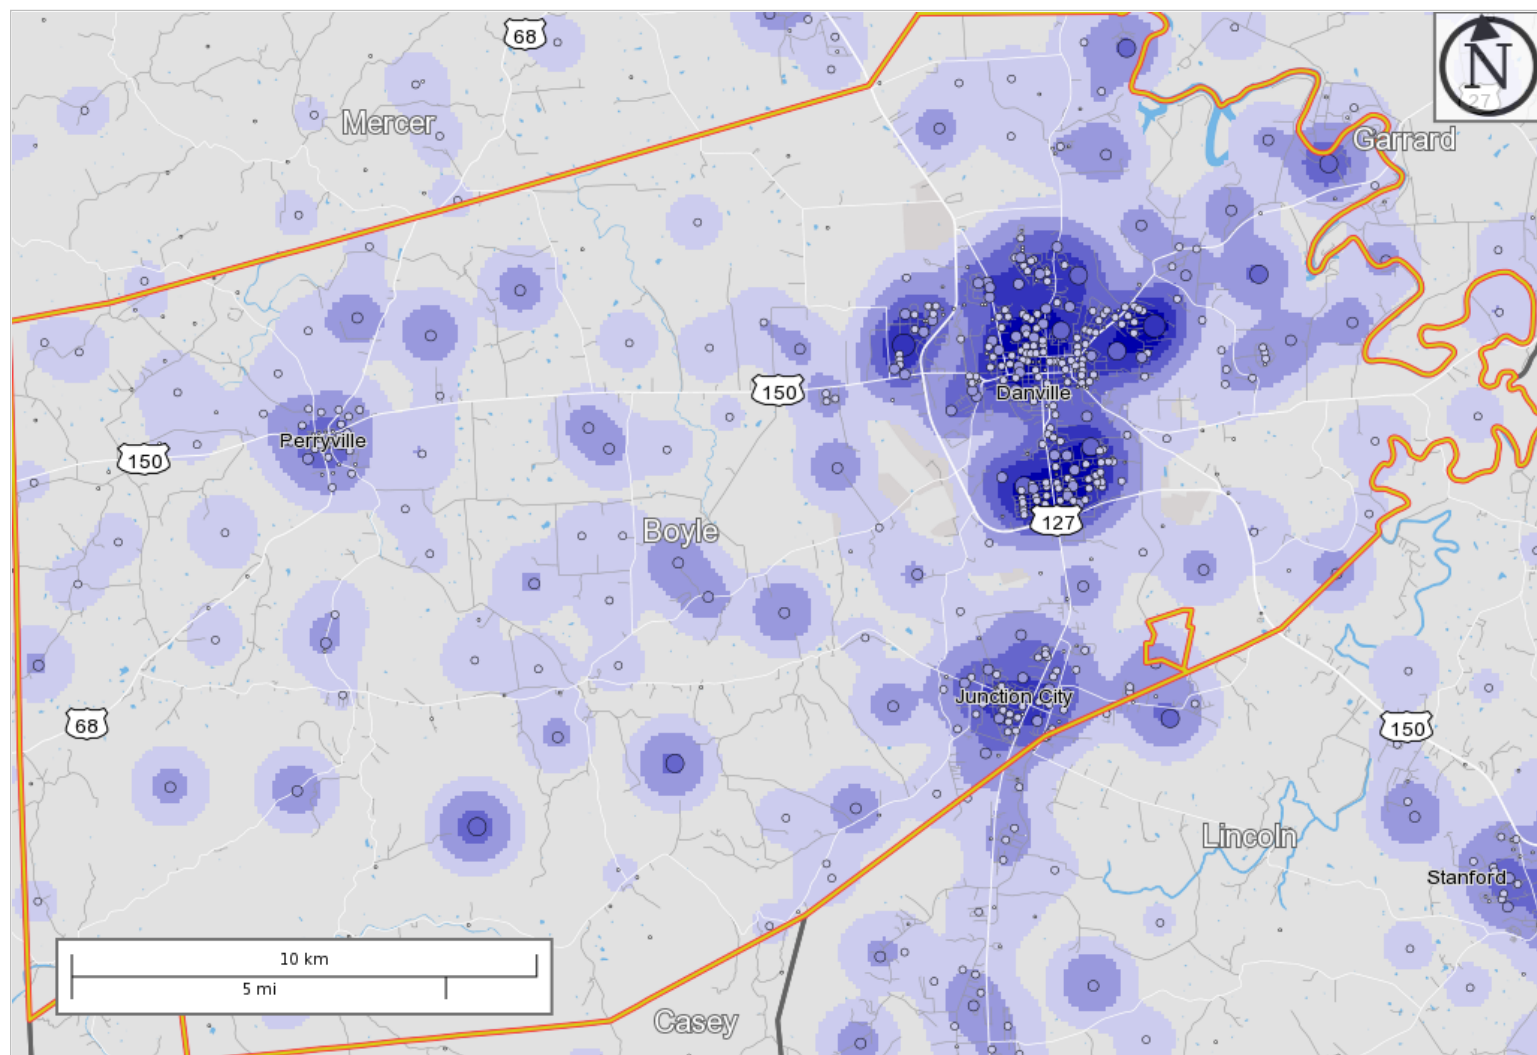 68
N
27
Mercer
Garrard
150
Danville
Perryville
150
127
Boyle
Junction City
68
150
Lincoln
Stanford
10 km
5 mi
Casey